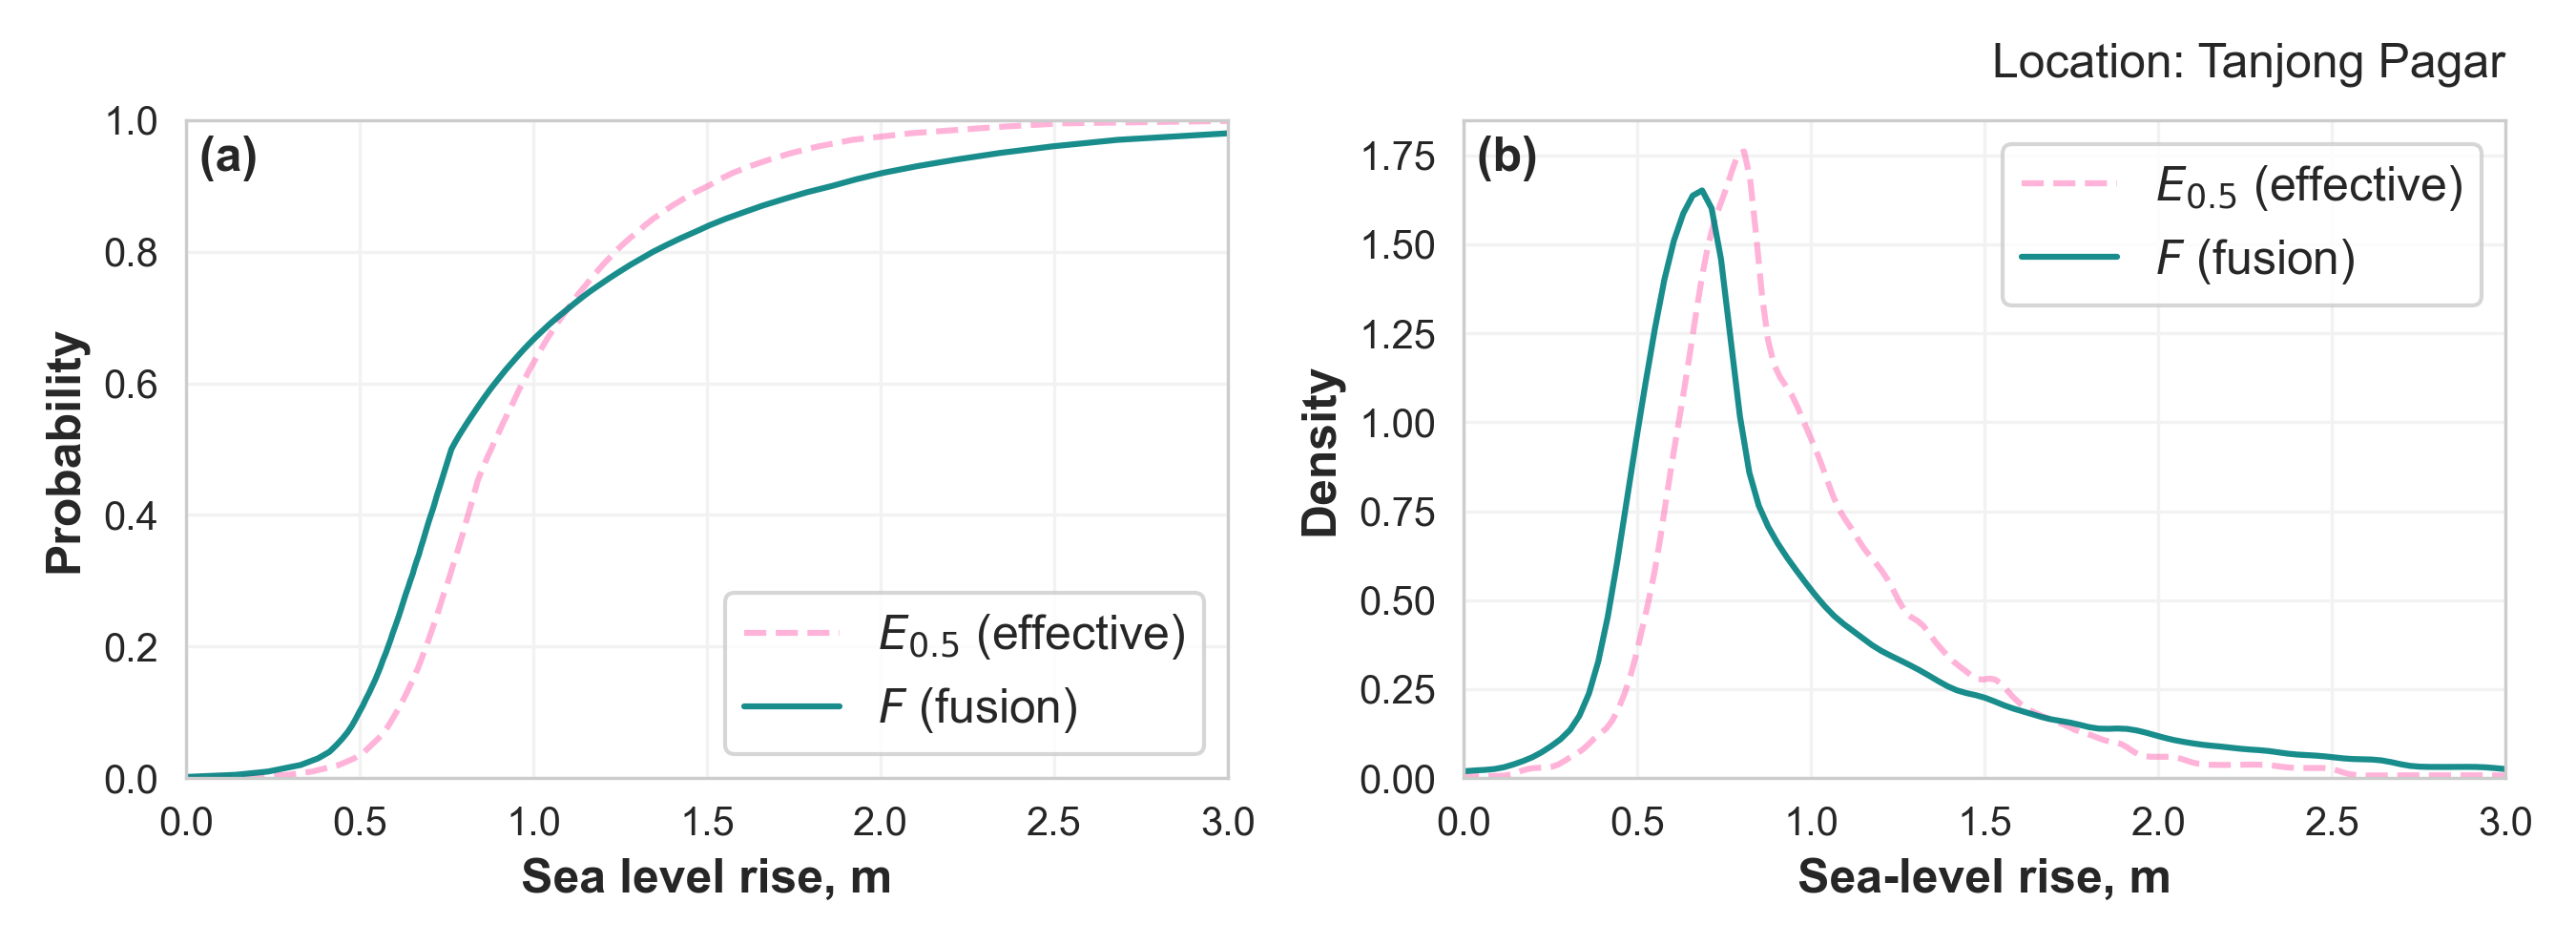 Location: Tanjong Pagar
(a)
Probability
1.0
0.8
0.6
0.4
0.2
0.0
0.0 0.5 1.0 1.5 2.0 2.5 3.0
Sea level rise, m
E0.5 (effective)
F (fusion)
(b)
Density
1.75
1.50
1.25
1.00
0.75
0.50
0.25
0.00
0.0 0.5 1.0 1.5 2.0 2.5 3.0
Sea-level rise, m
E0.5 (effective)
F (fusion)